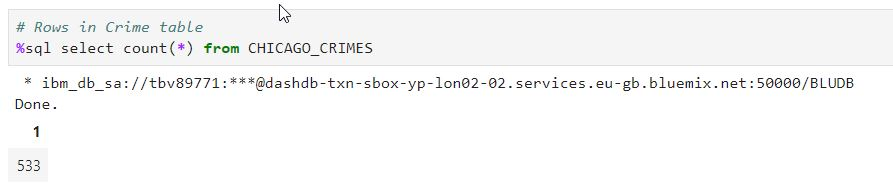 # Rows in Crime table
%sql select count(*) from CHICAGO_CRIMES
* ibm_db_sa://tbv89771:***@dashdb-txn-sbox-yp-lon02-02.services.eu-gb.bluemix.net:50000/BLUDB
Done.
1
533